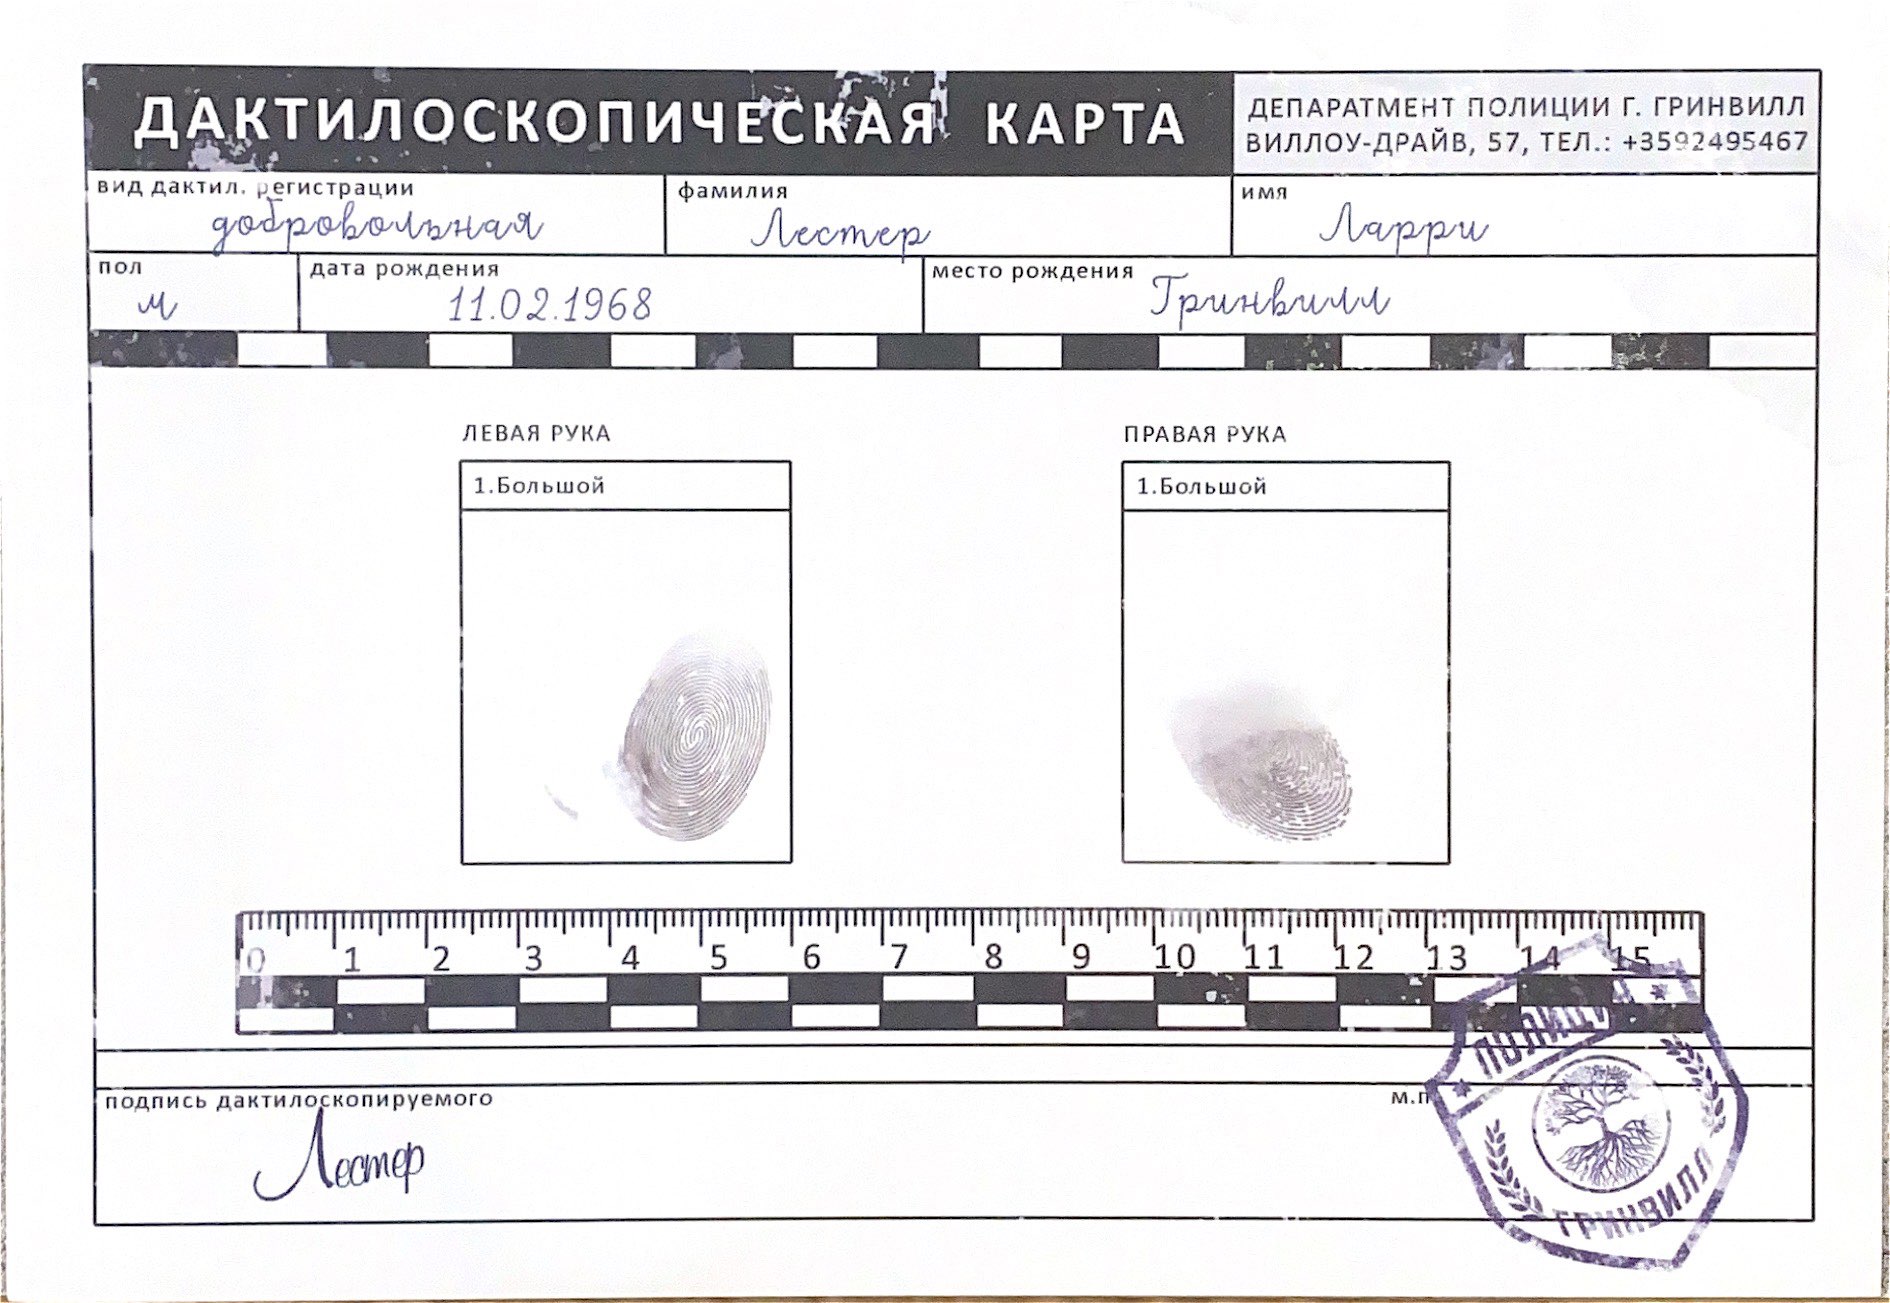 ДАКТИЛОСКОПИЧЕСКАЯ КАРТА
ДЕПАРАТМЕНТ ПОЛИЦИИ Г. ГРИНВИЛЛ
ВИЛЛОУ-ДРАЙВ, 57, ТЕЛ.: +3592495467
вид дактил. регистрации
добровольная
фамилия
Лестер
имя
Ларри
пол
м
дата рождения
11.02.1968
место рождения
Гринвилл
ЛЕВАЯ РУКА
ПРАВАЯ РУКА
1.Большой
1.Большой
0 1 2 3 4 5 6 7 8 9 10 11 12 13 14 15
подпись дактилоскопируемого
Лестер
м.п
ПОЛИЦИ
ГРИНВИЛЛ